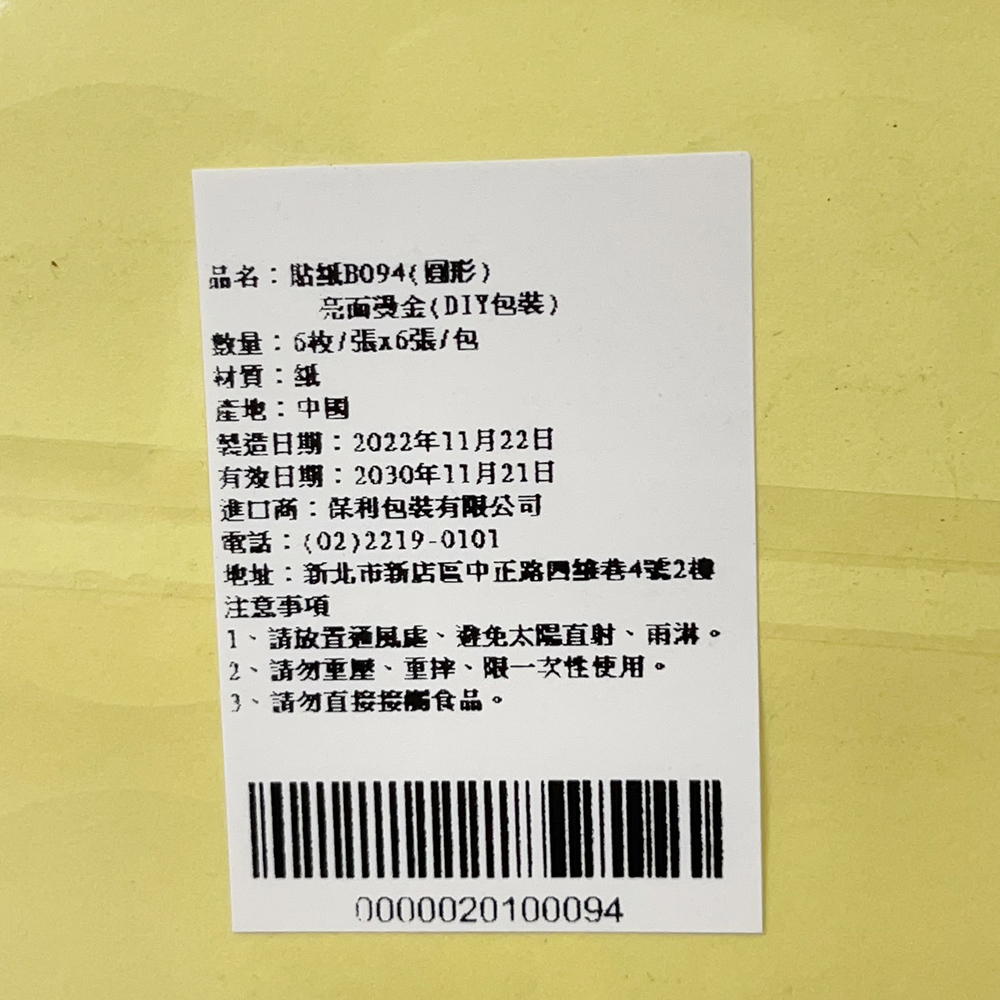 品名：貼紙B094(圓形)
亮面燙金(DIY包裝)
數量：6枚/張x6張/包
材質：紙
產地：中國
製造日期：2022年11月22日
有效日期：2030年11月21日
進口商：保利包裝有限公司
電話：(02)2219-0101
地址：新北市新店區中正路四維巷4號2樓
注意事項
1、請放置通風處、避免太陽直射、雨淋。
2、請勿重壓、重摔、限一次性使用。
3、請勿直接接觸食品。
0000020100094